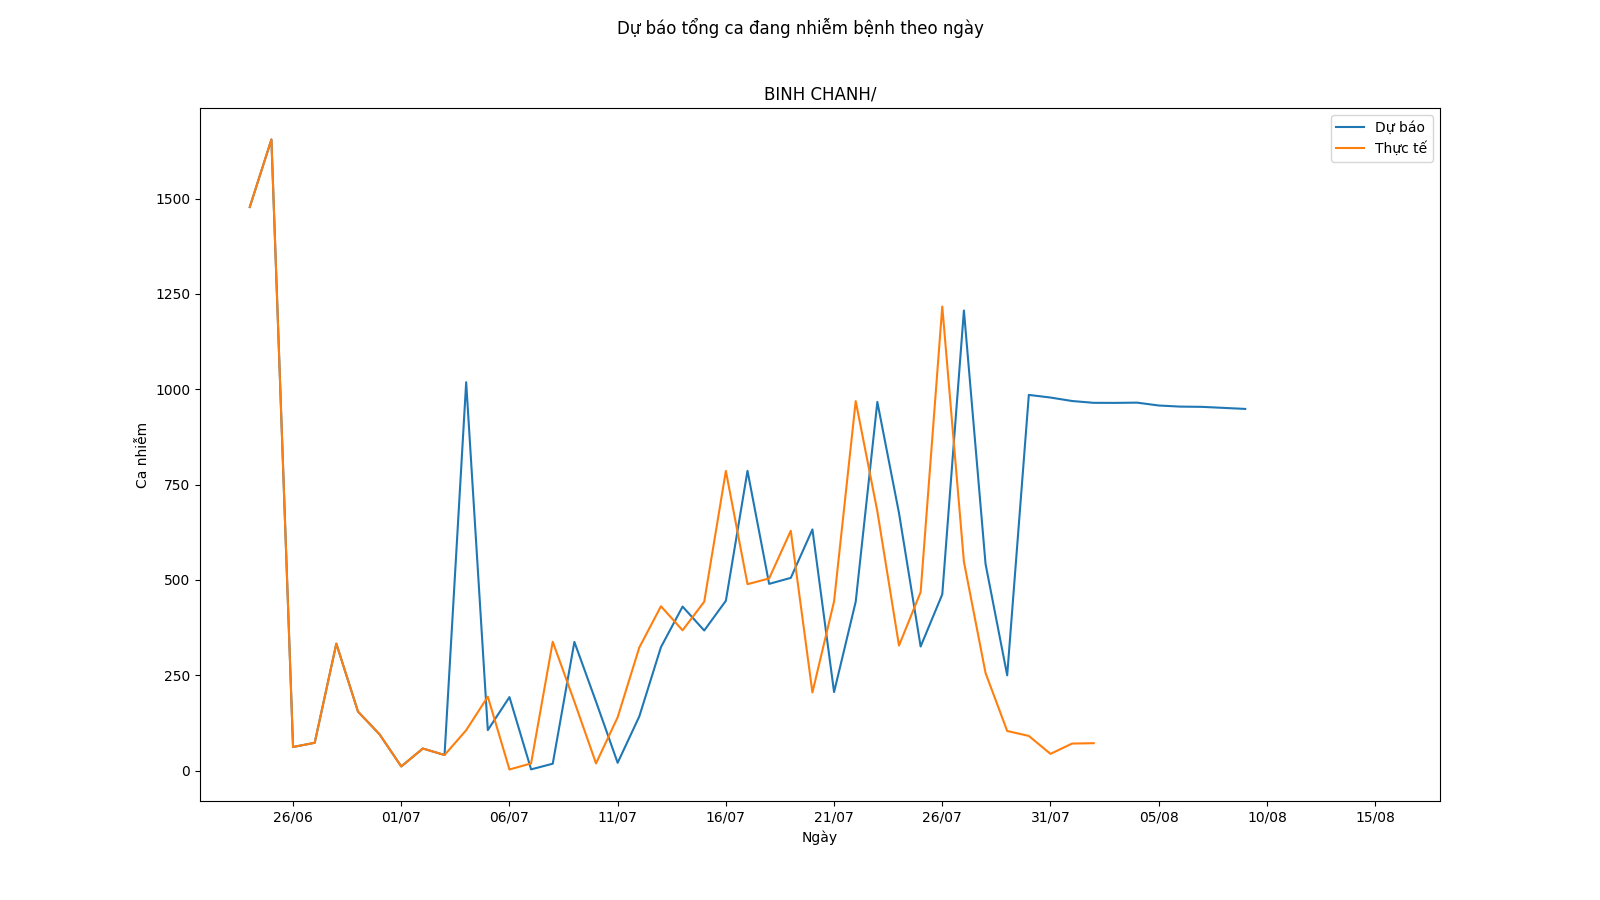 Dự báo tổng ca đang nhiễm bệnh theo ngày
BINH CHANH/
Dự báo
Thực tế
1500
1250
1000
750
500
250
0
Ca nhiễm
26/06 01/07 06/07 11/07 16/07 21/07 26/07 31/07 05/08 10/08 15/08
Ngày